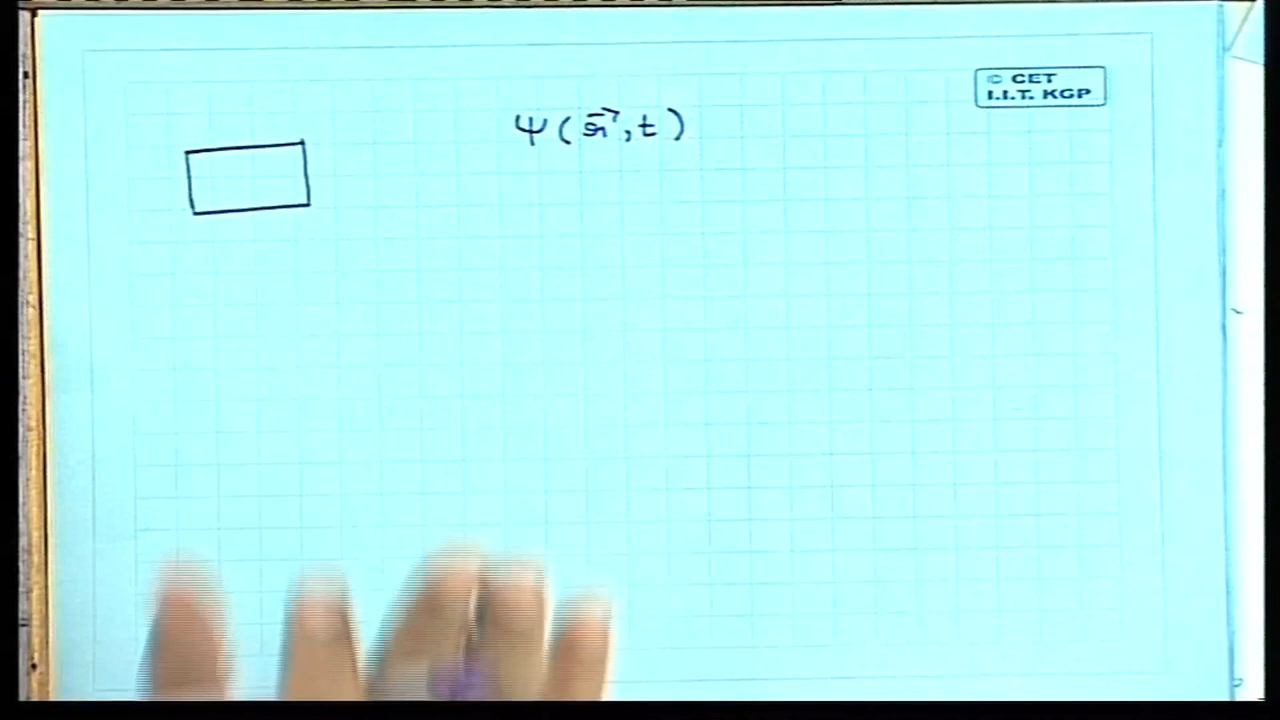 © CET
I.I.T. KGP
Ψ(r⃗,t)